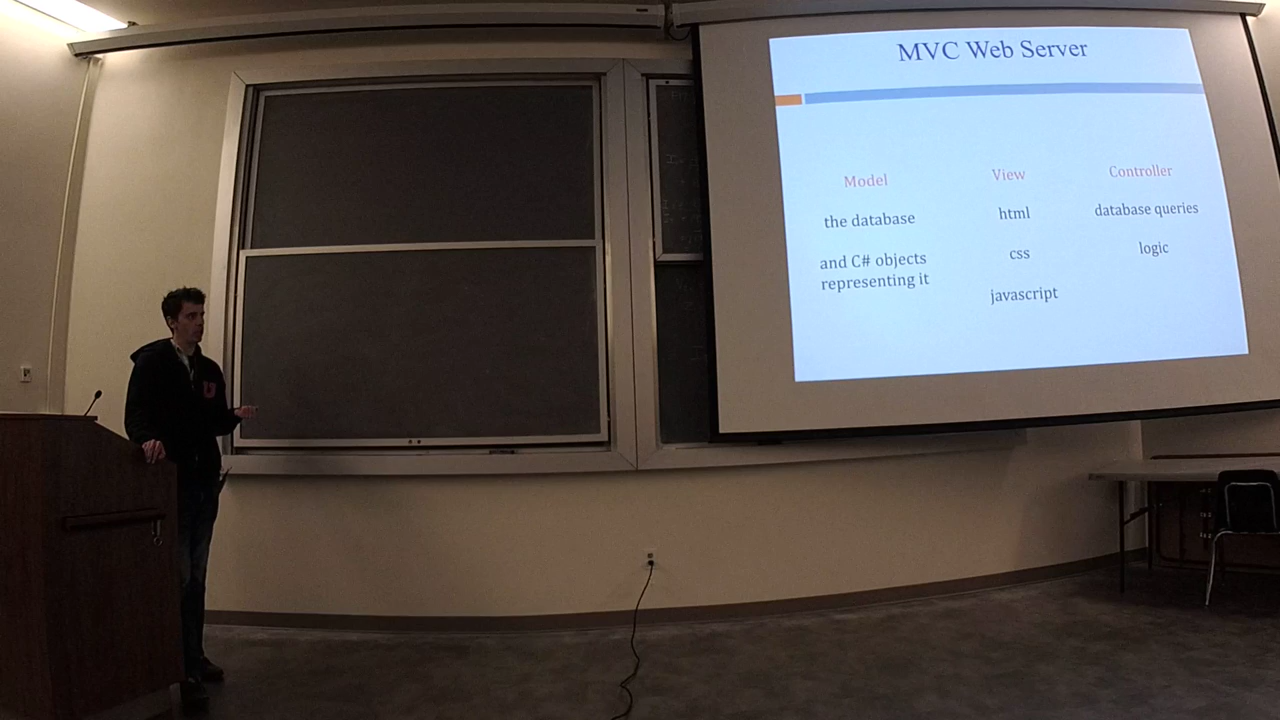 MVC Web Server
Model
the database
and C# objects
representing it
View
html
css
javascript
Controller
database queries
logic
U